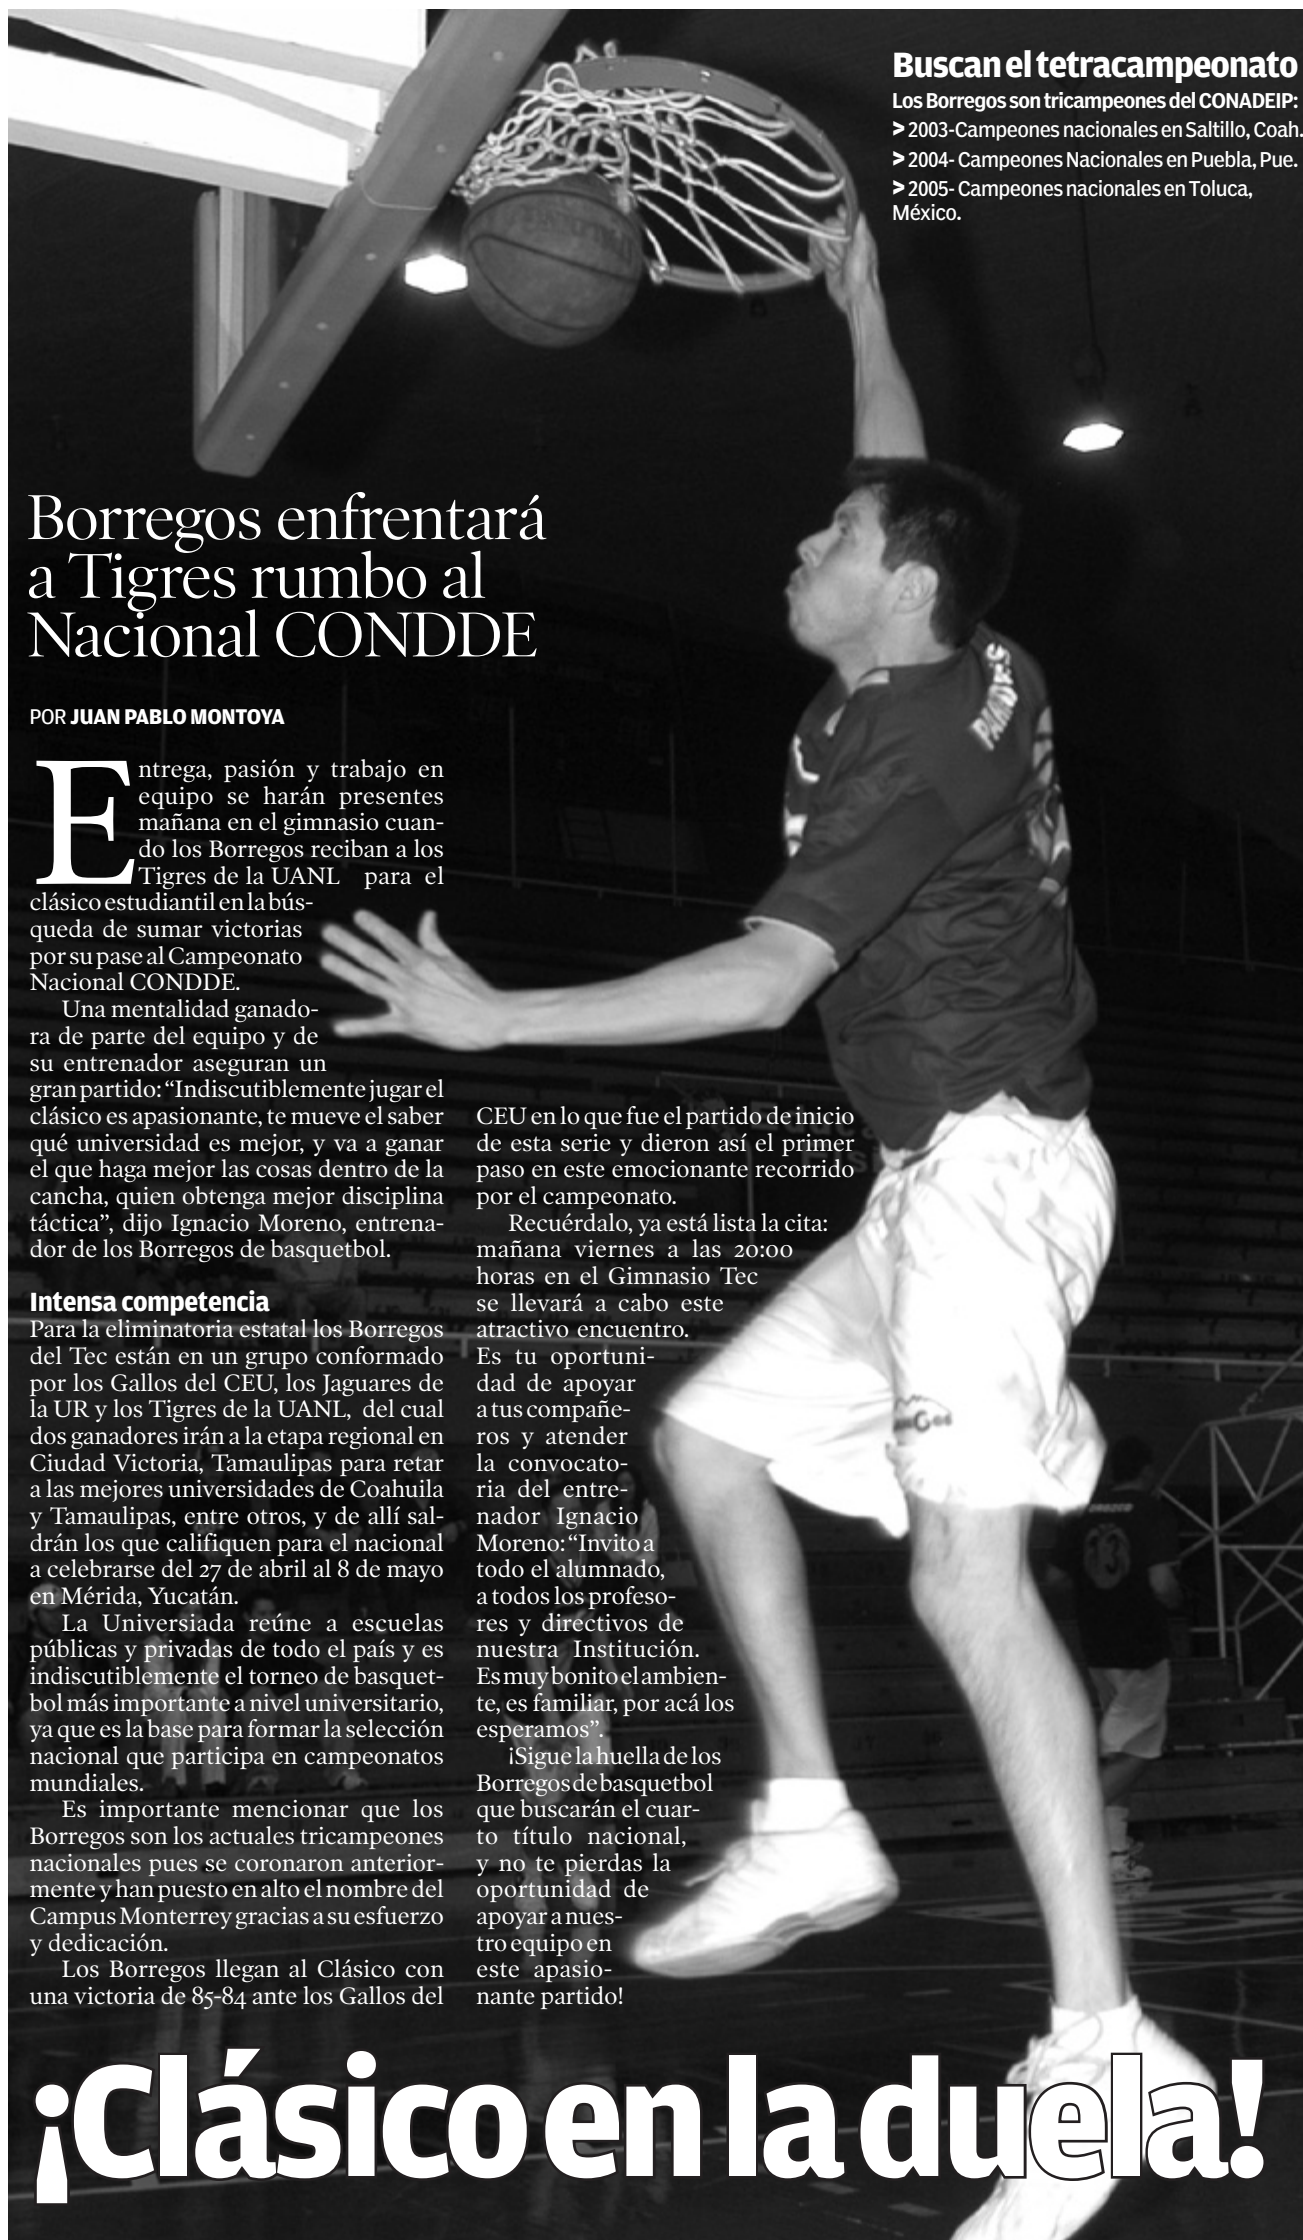 Buscan el tetracampeonato
Los Borregos son tricampeones del CONADEIP:
> 2003-Campeones nacionales en Saltillo, Coah.
> 2004- Campeones Nacionales en Puebla, Pue.
> 2005- Campeones nacionales en Toluca,
México.
Borregos enfrentará
a Tigres rumbo al
Nacional CONDDE
POR JUAN PABLO MONTOYA
Entrega, pasión y trabajo en
equipo se harán presentes
mañana en el gimnasio cuan-
do los Borregos reciban a los
Tigres de la UANL para el
clásico estudiantil en la bús-
queda de sumar victorias
por su pase al Campeonato
Nacional CONDDE.
Una mentalidad ganado-
ra de parte del equipo y de
su entrenador aseguran un
gran partido: “Indiscutiblemente jugar el
clásico es apasionante, te mueve el saber
qué universidad es mejor, y va a ganar
el que haga mejor las cosas dentro de la
cancha, quien obtenga mejor disciplina
táctica”, dijo Ignacio Moreno, entrena-
dor de los Borregos de basquetbol.
Intensa competencia
Para la eliminatoria estatal los Borregos
del Tec están en un grupo conformado
por los Gallos del CEU, los Jaguares de
la UR y los Tigres de la UANL, del cual
dos ganadores irán a la etapa regional en
Ciudad Victoria, Tamaulipas para retar
a las mejores universidades de Coahuila
y Tamaulipas, entre otros, y de allí sal-
drán los que califiquen para el nacional
a celebrarse del 27 de abril al 8 de mayo
en Mérida, Yucatán.
La Universiada reúne a escuelas
públicas y privadas de todo el país y es
indiscutiblemente el torneo de basquet-
bol más importante a nivel universitario,
ya que es la base para formar la selección
nacional que participa en campeonatos
mundiales.
Es importante mencionar que los
Borregos son los actuales tricampeones
nacionales pues se coronaron anterior-
mente y han puesto en alto el nombre del
Campus Monterrey gracias a su esfuerzo
y dedicación.
Los Borregos llegan al Clásico con
una victoria de 85-84 ante los Gallos del
CEU en lo que fue el partido de inicio
de esta serie y dieron así el primer
paso en este emocionante recorrido
por el campeonato.
Recuérdalo, ya está lista la cita:
mañana viernes a las 20:00
horas en el Gimnasio Tec
se llevará a cabo este
atractivo encuentro.
Es tu oportuni-
dad de apoyar
a tus compañe-
ros y atender
la convocato-
ria del entre-
nador Ignacio
Moreno: “Invito a
todo el alumnado,
a todos los profeso-
res y directivos de
nuestra Institución.
Es muy bonito el ambien-
te, es familiar, por acá los
esperamos”.
¡Sigue la huella de los
Borregos de basquetbol
que buscarán el cuar-
to título nacional,
y no te pierdas la
oportunidad de
apoyar a nues-
tro equipo en
este apasio-
nante partido!
¡Clásico en la duela!